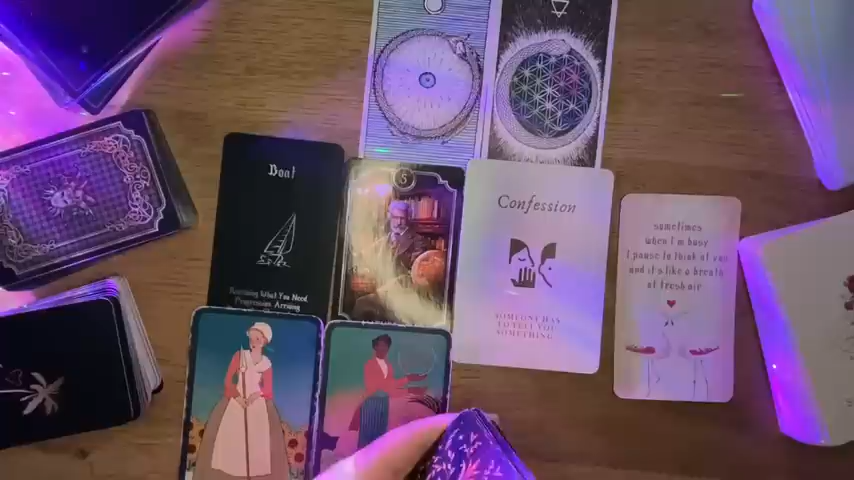 Boat
Receiving What You Need
Progression Arriving
5
Confession
SOMEONE HAS
TO TELL YOU
SOMETHING
sometimes
when i'm busy
i pause to think of you
and it's like a breath
of fresh air